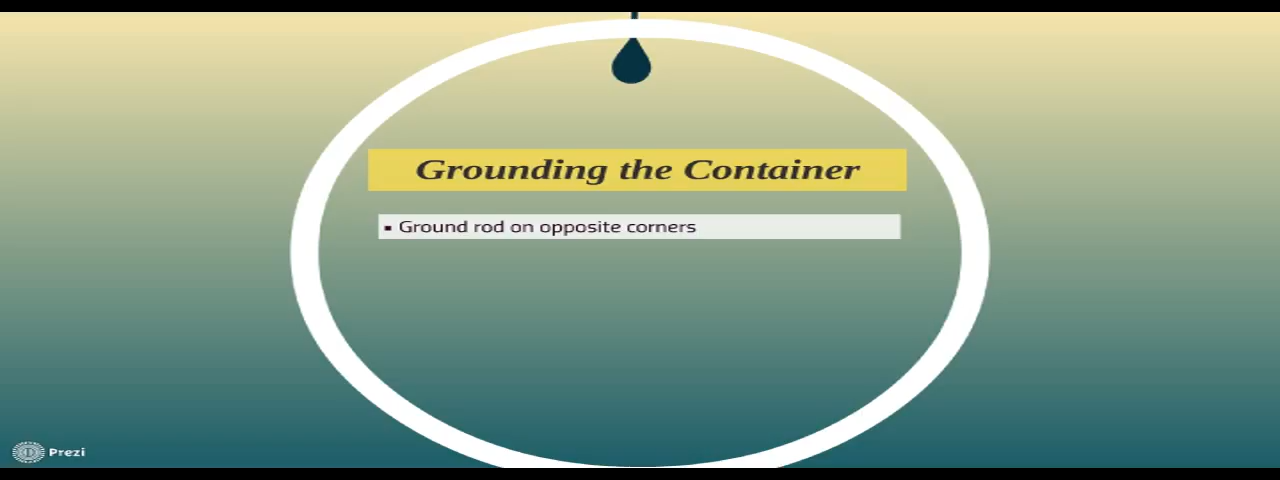 Grounding the Container
▪ Ground rod on opposite corners
Prezi